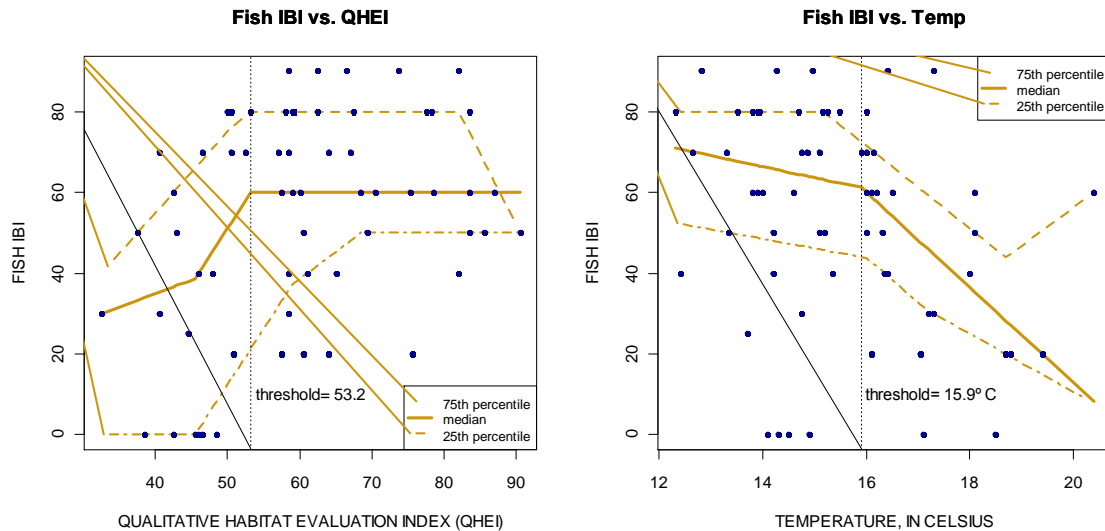 Fish IBI vs. QHEI
FISH IBI
80
60
40
20
0
threshold= 53.2
75th percentile
median
25th percentile
40 50 60 70 80 90
QUALITATIVE HABITAT EVALUATION INDEX (QHEI)
Fish IBI vs. Temp
75th percentile
median
25th percentile
FISH IBI
80
60
40
20
0
threshold= 15.9º C
12 14 16 18 20
TEMPERATURE, IN CELSIUS